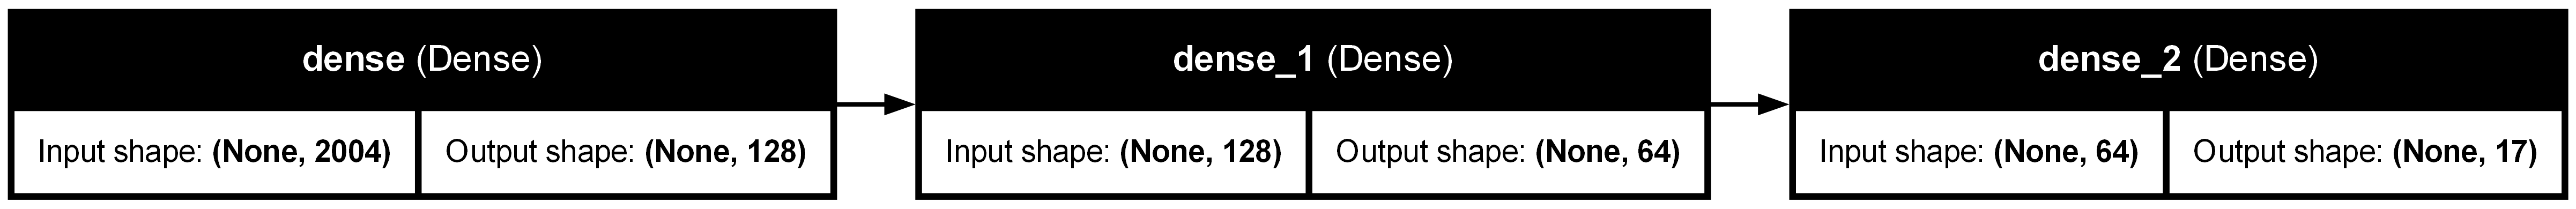 dense (Dense)
Input shape: (None, 2004)
Output shape: (None, 128)
dense_1 (Dense)
Input shape: (None, 128)
Output shape: (None, 64)
dense_2 (Dense)
Input shape: (None, 64)
Output shape: (None, 17)